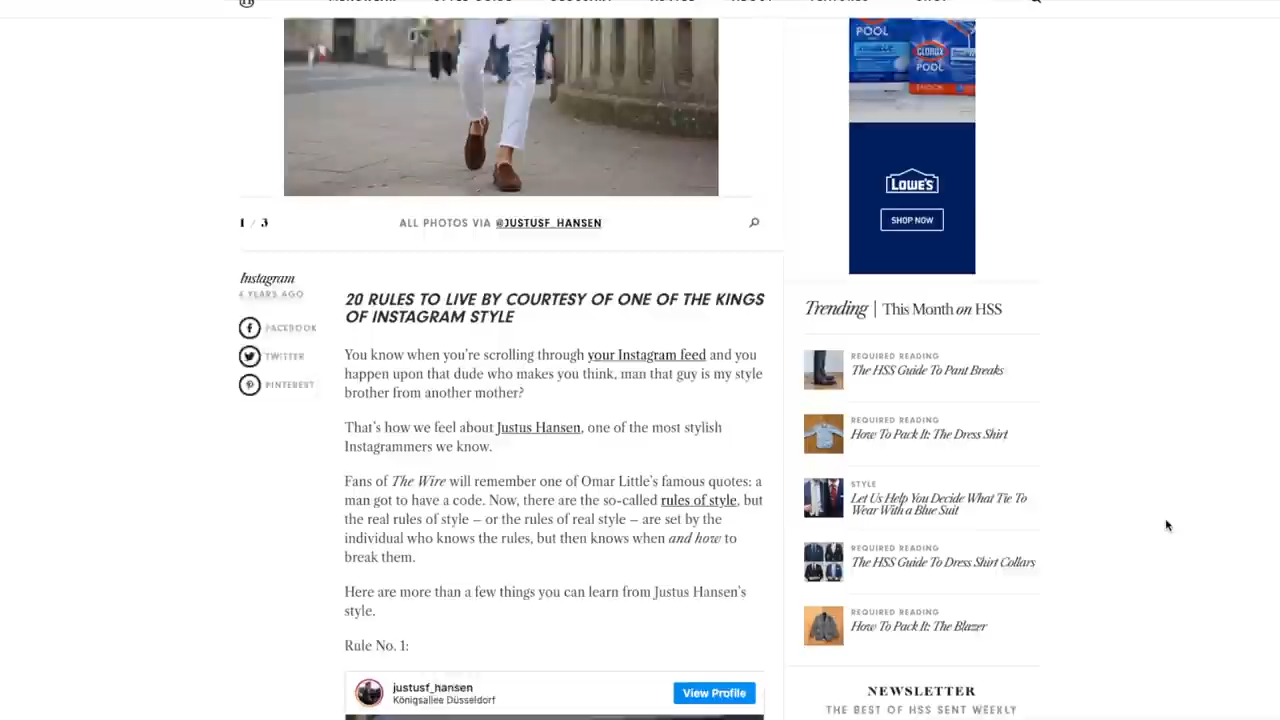 POOL
CLOROX
POOL
LOWE'S
SHOP NOW
1 / 3
ALL PHOTOS VIA @JUSTUSF_HANSEN
Instagram
4 YEARS AGO
FACEBOOK
TWITTER
PINTEREST
20 RULES TO LIVE BY COURTESY OF ONE OF THE KINGS
OF INSTAGRAM STYLE
You know when you're scrolling through your Instagram feed and you
happen upon that dude who makes you think, man that guy is my style
brother from another mother?
That's how we feel about Justus Hansen, one of the most stylish
Instagrammers we know.
Fans of The Wire will remember one of Omar Little's famous quotes: a
man got to have a code. Now, there are the so-called rules of style, but
the real rules of style – or the rules of real style – are set by the
individual who knows the rules, but then knows when and how to
break them.
Here are more than a few things you can learn from Justus Hansen's
style.
Rule No. 1:
justusf_hansen
Königsallee Düsseldorf
View Profile
Trending | This Month on HSS
REQUIRED READING
The HSS Guide To Pant Breaks
REQUIRED READING
How To Pack It: The Dress Shirt
STYLE
Let Us Help You Decide What Tie To
Wear With a Blue Suit
REQUIRED READING
The HSS Guide To Dress Shirt Collars
REQUIRED READING
How To Pack It: The Blazer
NEWSLETTER
THE BEST OF HSS SENT WEEKLY